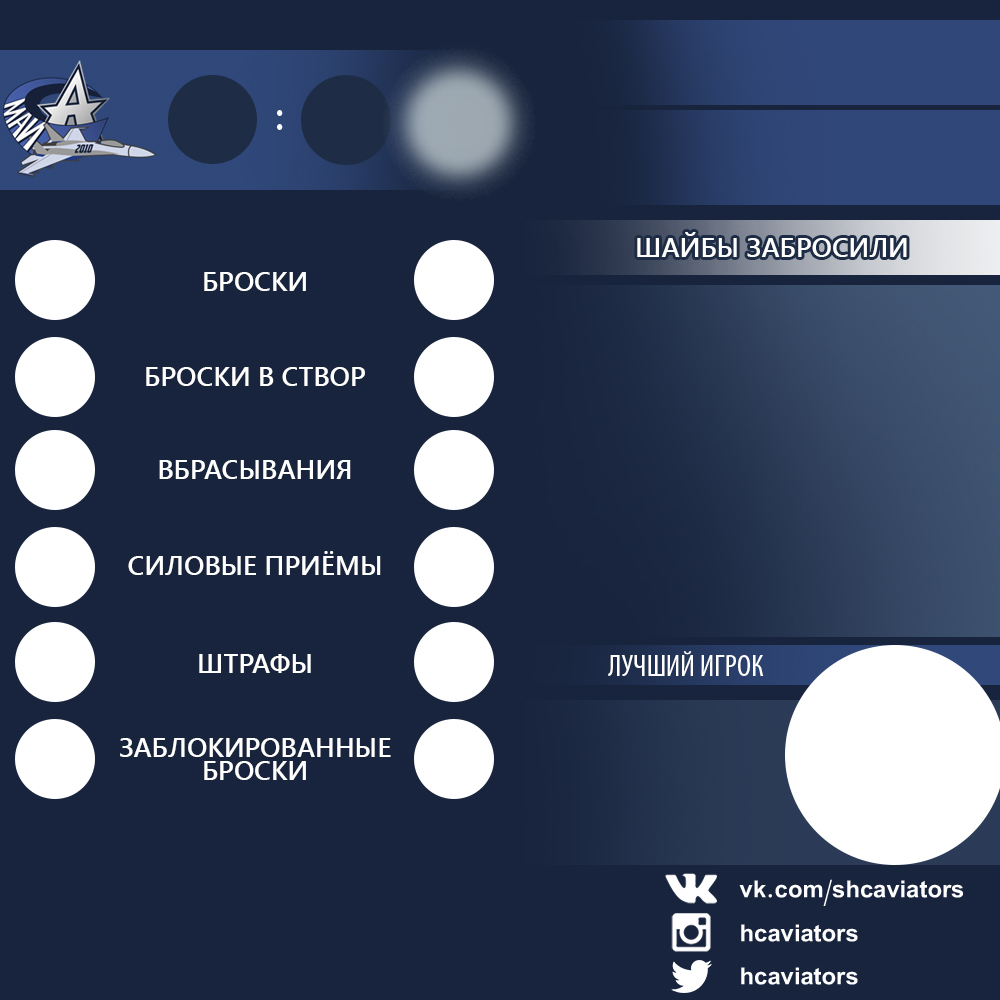 МАИ
А
2010
:
БРОСКИ
БРОСКИ В СТВОР
ВБРАСЫВАНИЯ
СИЛОВЫЕ ПРИЁМЫ
ШТРАФЫ
ЗАБЛОКИРОВАННЫЕ
БРОСКИ
ШАЙБЫ ЗАБРОСИЛИ
ЛУЧШИЙ ИГРОК
vk.com/shcaviators
hcaviators
hcaviators